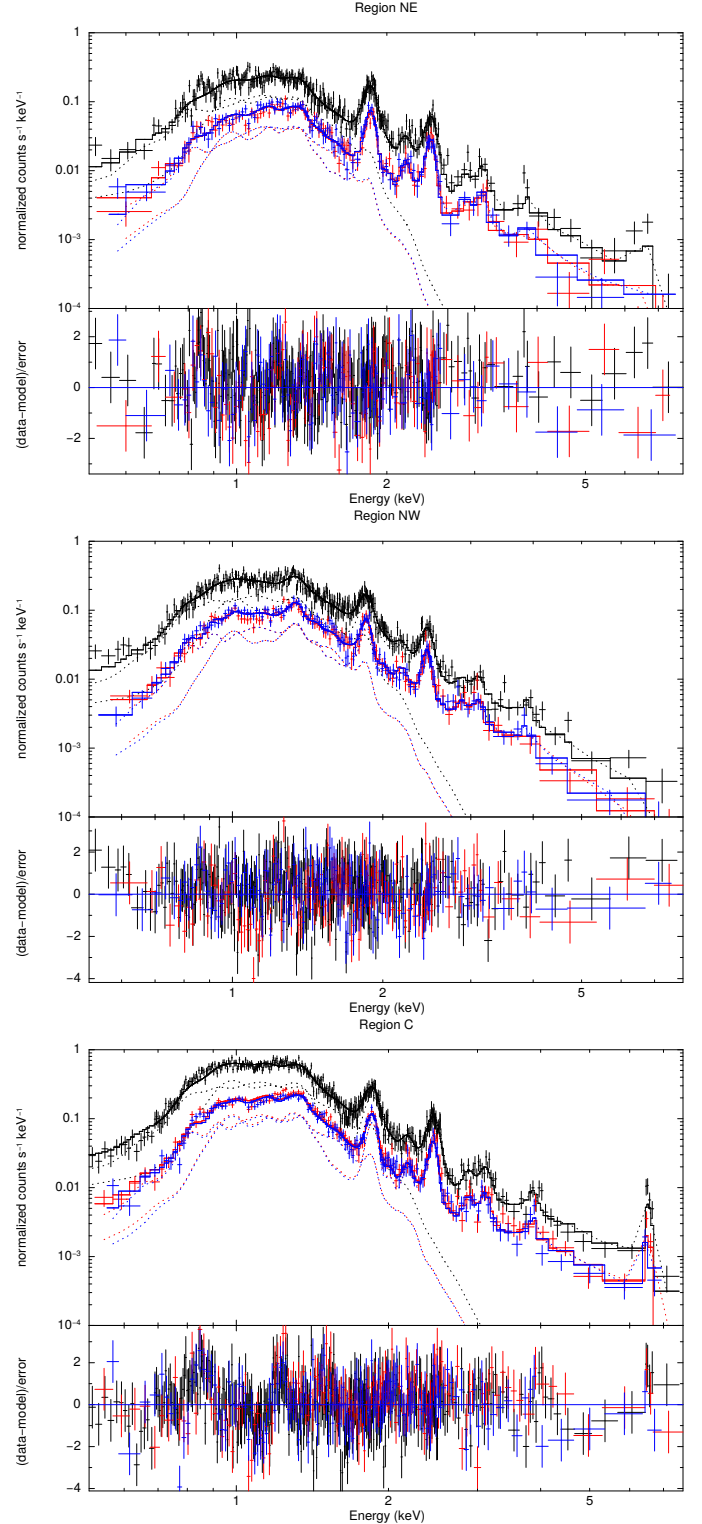 Region NE
1
0.1
0.01
10⁻³
10⁻⁴
normalized counts s⁻¹ keV⁻¹
2
0
−2
(data−model)/error
1
2
5
Energy (keV)
Region NW
1
0.1
0.01
10⁻³
10⁻⁴
normalized counts s⁻¹ keV⁻¹
2
0
−2
−4
(data−model)/error
1
2
5
Energy (keV)
Region C
1
0.1
0.01
10⁻³
10⁻⁴
normalized counts s⁻¹ keV⁻¹
2
0
−2
−4
(data−model)/error
1
2
5
Energy (keV)